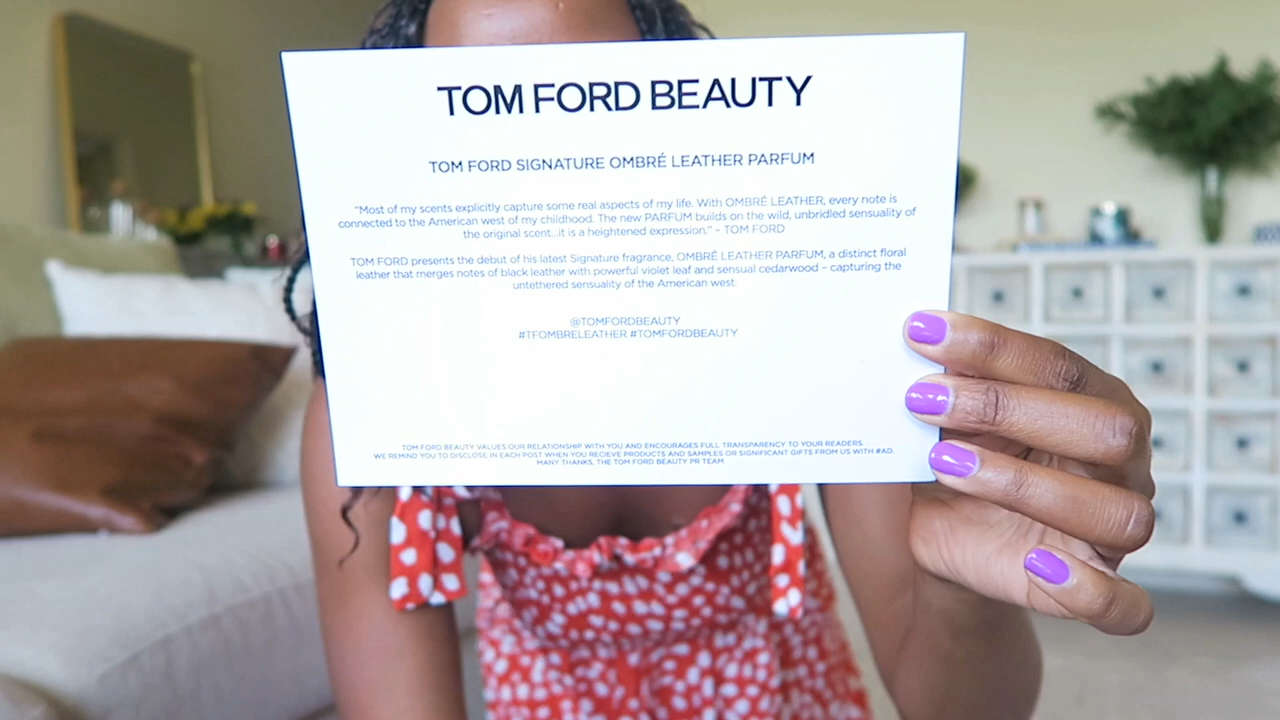 TOM FORD BEAUTY
TOM FORD SIGNATURE OMBRÉ LEATHER PARFUM
"Most of my scents explicitly capture some real aspects of my life. With OMBRÉ LEATHER, every note is
connected to the American west of my childhood. The new PARFUM builds on the wild, unbridled sensuality of
the original scent...it is a heightened expression." – TOM FORD
TOM FORD presents the debut of his latest Signature fragrance, OMBRÉ LEATHER PARFUM, a distinct floral
leather that merges notes of black leather with powerful violet leaf and sensual cedarwood – capturing the
untethered sensuality of the American west.
@TOMFORDBEAUTY
#TFOMBRELEATHER #TOMFORDBEAUTY
TOM FORD BEAUTY VALUES OUR RELATIONSHIP WITH YOU AND ENCOURAGES FULL TRANSPARENCY TO YOUR READERS.
WE REMIND YOU TO DISCLOSE IN EACH POST WHEN YOU RECIEVE PRODUCTS AND SAMPLES OR SIGNIFICANT GIFTS FROM US WITH #AD.
MANY THANKS, THE TOM FORD BEAUTY PR TEAM.